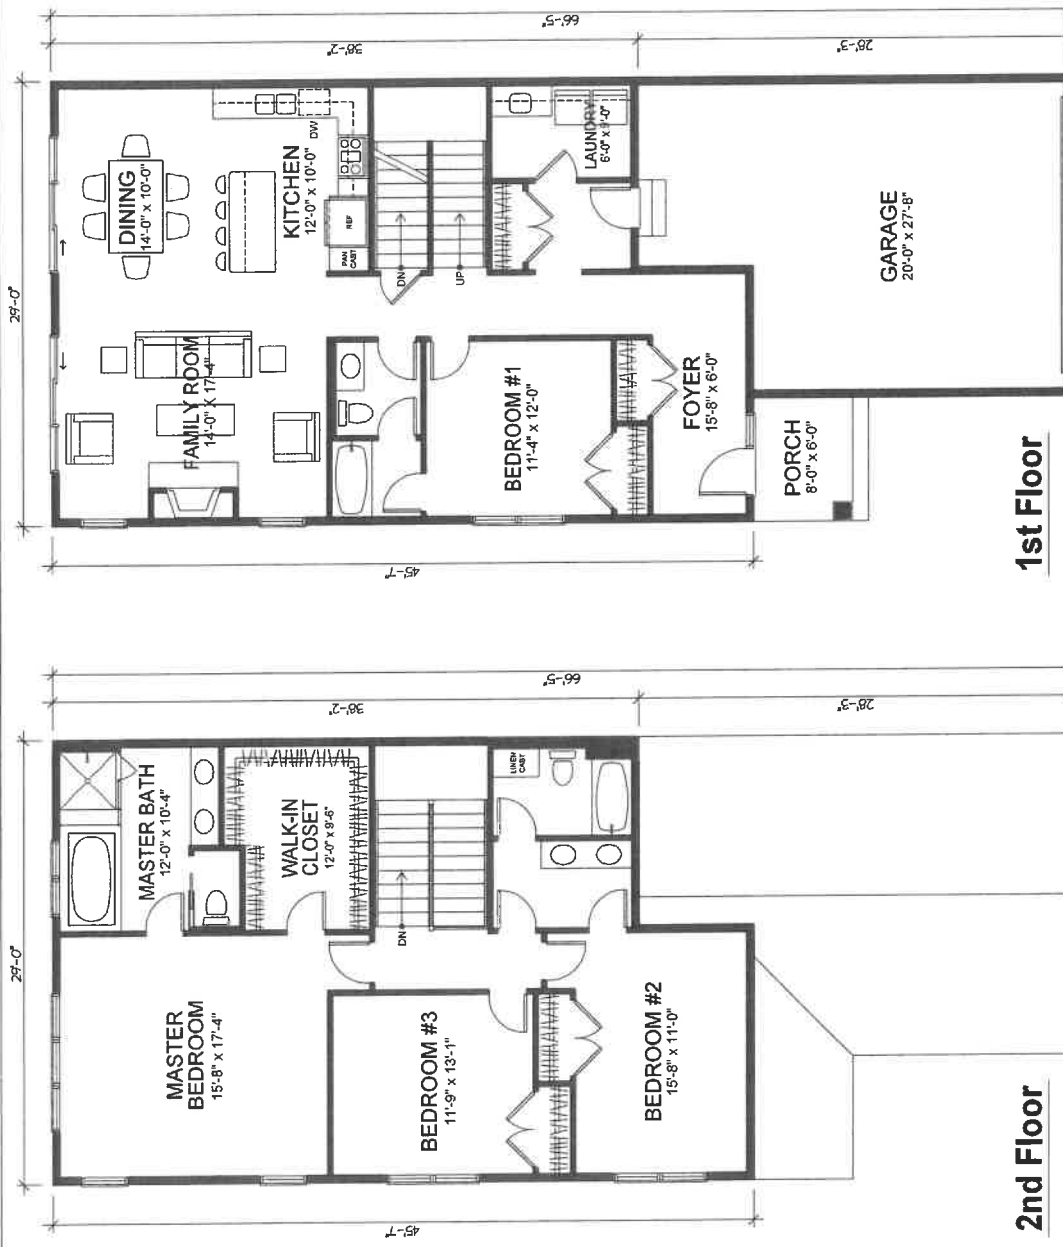 66'-5"
38'-2"
28'-3"
29'-0"
45'-7"
DINING
14'-0" x 10'-0"
KITCHEN
12'-0" x 10'-0"
DW
REF
PAN
CABT
FAMILY ROOM
14'-0" X 17'-4"
DN
UP
LAUNDRY
6'-0" x 9'-0"
BEDROOM #1
11'-4" x 12'-0"
FOYER
15'-8" x 6'-0"
PORCH
8'-0" x 6'-0"
GARAGE
20'-0" x 27'-8"
1st Floor
66'-5"
38'-2"
28'-3"
29'-0"
45'-7"
MASTER BATH
12'-0" x 10'-4"
WALK-IN
CLOSET
12'-0" x 9'-6"
LINEN
CABT
DN
MASTER
BEDROOM
15'-8" x 17'-4"
BEDROOM #3
11'-9" x 13'-1"
BEDROOM #2
15'-8" x 11'-0"
2nd Floor